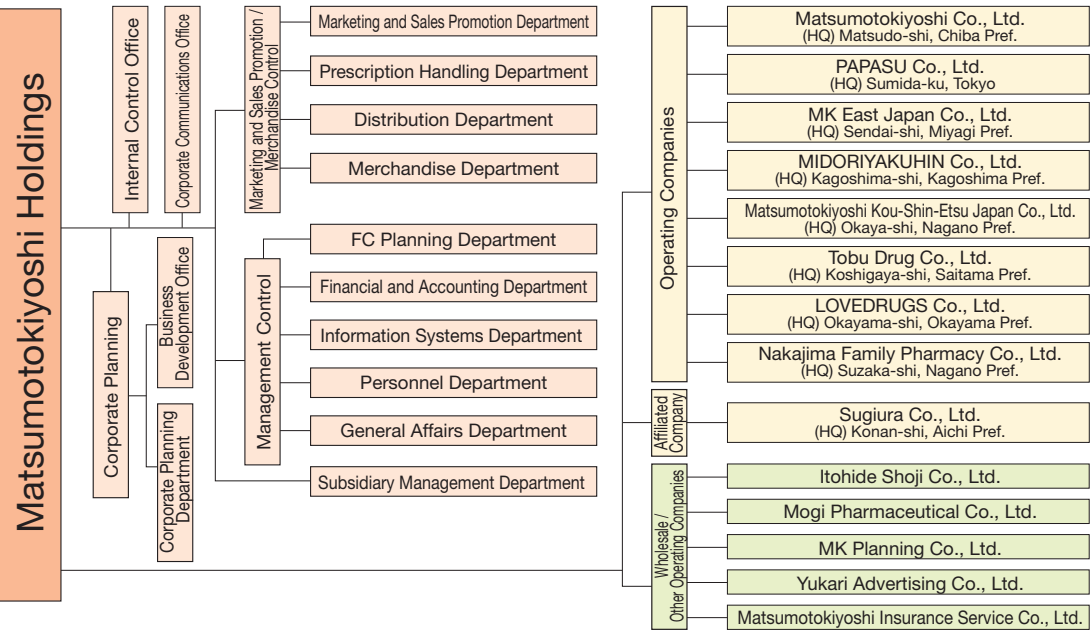 Matsumotokiyoshi Holdings
Internal Control Office
Corporate Communications Office
Corporate Planning
Business
Development Office
Corporate Planning
Department
Marketing and Sales Promotion /
Merchandise Control
Marketing and Sales Promotion Department
Prescription Handling Department
Distribution Department
Merchandise Department
Management Control
FC Planning Department
Financial and Accounting Department
Information Systems Department
Personnel Department
General Affairs Department
Subsidiary Management Department
Operating Companies
Matsumotokiyoshi Co., Ltd.
(HQ) Matsudo-shi, Chiba Pref.
PAPASU Co., Ltd.
(HQ) Sumida-ku, Tokyo
MK East Japan Co., Ltd.
(HQ) Sendai-shi, Miyagi Pref.
MIDORIYAKUHIN Co., Ltd.
(HQ) Kagoshima-shi, Kagoshima Pref.
Matsumotokiyoshi Kou-Shin-Etsu Japan Co., Ltd.
(HQ) Okaya-shi, Nagano Pref.
Tobu Drug Co., Ltd.
(HQ) Koshigaya-shi, Saitama Pref.
LOVEDRUGS Co., Ltd.
(HQ) Okayama-shi, Okayama Pref.
Nakajima Family Pharmacy Co., Ltd.
(HQ) Suzaka-shi, Nagano Pref.
Affiliated
Company
Sugiura Co., Ltd.
(HQ) Konan-shi, Aichi Pref.
Wholesale /
Other Operating Companies
Itohide Shoji Co., Ltd.
Mogi Pharmaceutical Co., Ltd.
MK Planning Co., Ltd.
Yukari Advertising Co., Ltd.
Matsumotokiyoshi Insurance Service Co., Ltd.